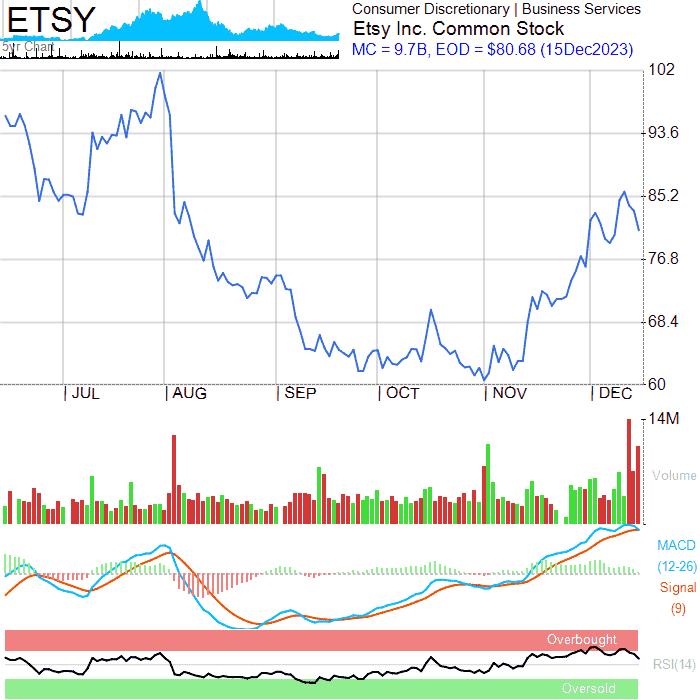 ETSY
5yr Chart
Consumer Discretionary | Business Services
Etsy Inc. Common Stock
MC = 9.7B, EOD = $80.68 (15Dec2023)
102
93.6
85.2
76.8
68.4
60
JUL AUG SEP OCT NOV DEC
14M
Volume
MACD
(12-26)
Signal
(9)
Overbought
RSI(14)
Oversold